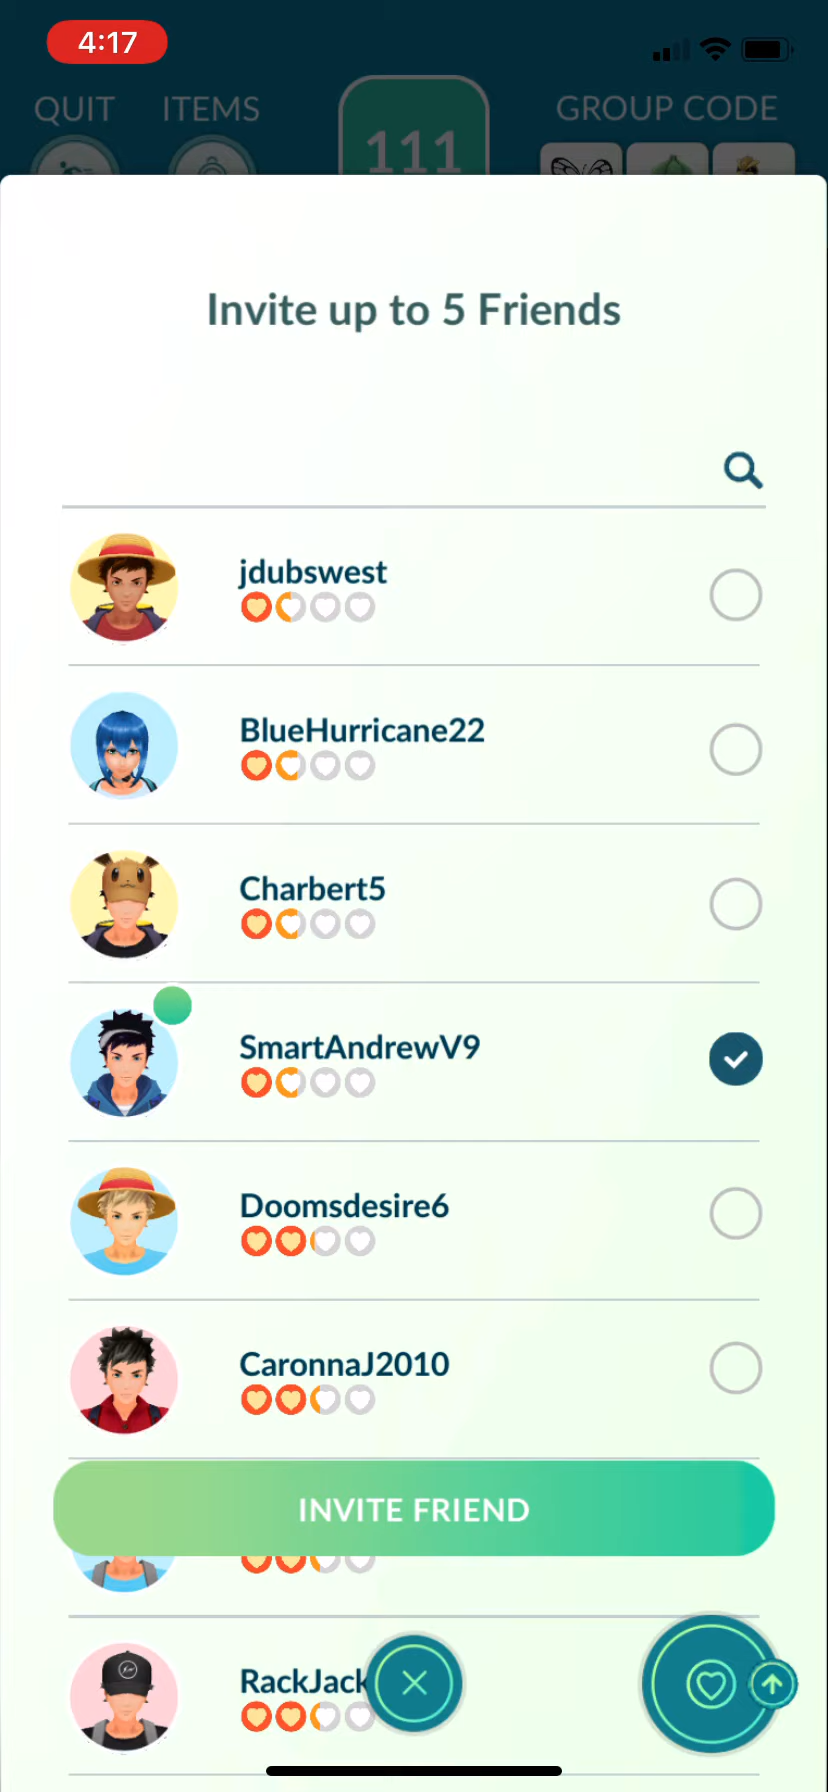 4:17
QUIT ITEMS GROUP CODE
111
Invite up to 5 Friends
jdubswest
BlueHurricane22
Charbert5
SmartAndrewV9
Doomsdesire6
CaronnaJ2010
INVITE FRIEND
RackJack